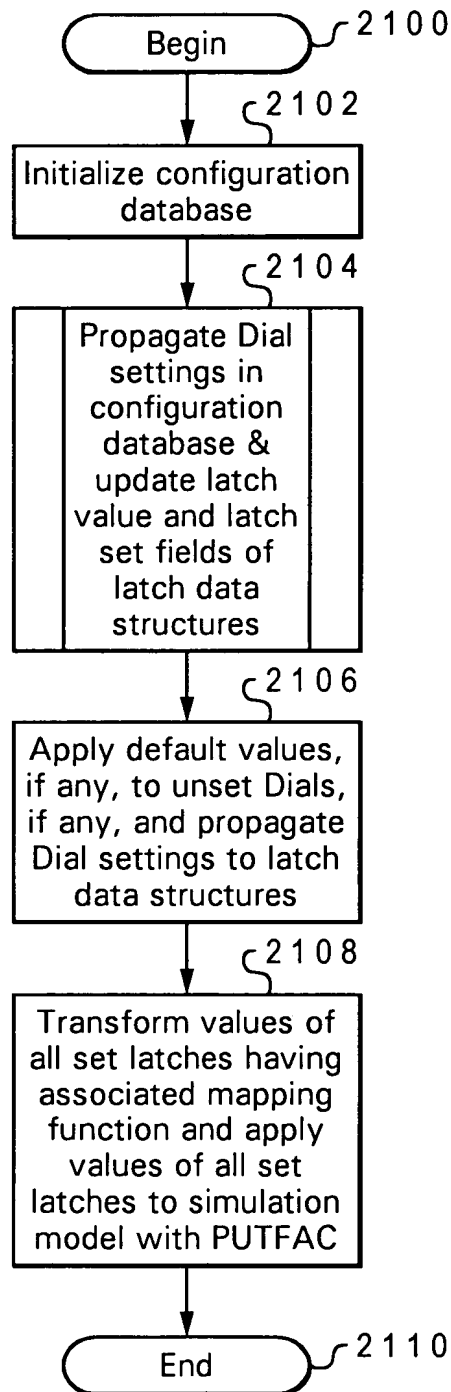 2100
Begin
2102
Initialize configuration
database
2104
Propagate Dial
settings in
configuration
database &
update latch
value and latch
set fields of
latch data
structures
2106
Apply default values,
if any, to unset Dials,
if any, and propagate
Dial settings to latch
data structures
2108
Transform values of
all set latches having
associated mapping
function and apply
values of all set
latches to simulation
model with PUTFAC
2110
End